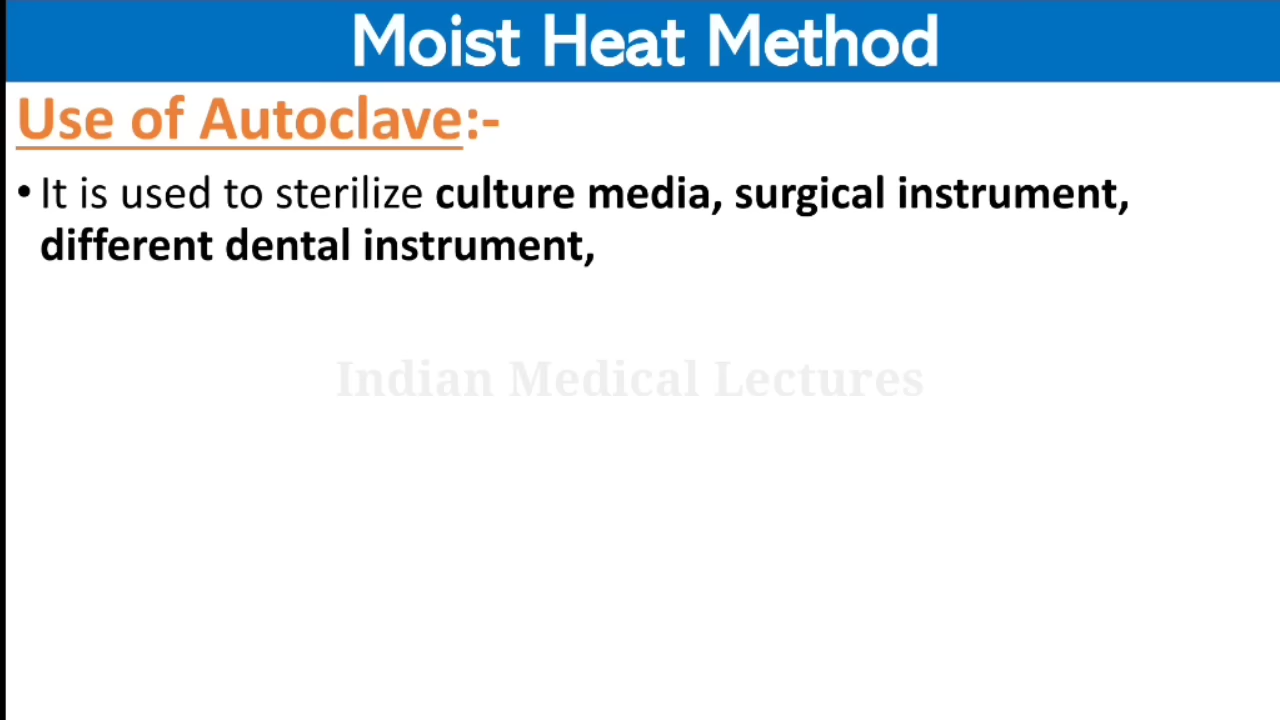 Moist Heat Method
Use of Autoclave:-
• It is used to sterilize culture media, surgical instrument,
different dental instrument,
Indian Medical Lectures